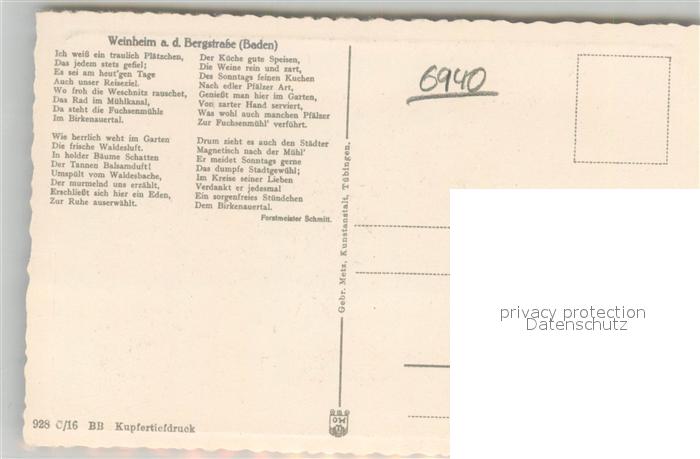 Weinheim a. d. Bergstraße (Baden)
Ich weiß ein traulich Plätzchen,
Das jedem stets gefiel;
Es sei am heut'gen Tage
Auch unser Reiseziel.
Wo froh die Weschnitz rauschet,
Das Rad im Mühlkanal,
Da steht die Fuchsenmühle
Im Birkenauertal.
Wie herrlich weht im Garten
Die frische Waldesluft.
In holder Bäume Schatten
Der Tannen Balsamduft!
Umspült vom Waldesbache,
Der murmelnd uns erzählt,
Erschließt sich hier ein Eden,
Zur Ruhe auserwählt.
Der Küche gute Speisen,
Die Weine rein und zart,
Des Sonntags feinen Kuchen
Nach edler Pfälzer Art,
Genießt man hier im Garten,
Von zarter Hand serviert,
Was wohl auch manchen Pfälzer
Zur Fuchsenmühl' verführt.
Drum zieht es auch den Städter
Magnetisch nach der Mühl'
Er meidet Sonntags gerne
Das dumpfe Stadtgewühl;
Im Kreise seiner Lieben
Verdankt er jedesmal
Ein sorgenfreies Stündchen
Dem Birkenauertal.
Forstmeister Schmitt.
Gebr. Metz, Kunstanstalt, Tübingen.
6940
privacy protection
Datenschutz
928 C/16 BB Kupfertiefdruck